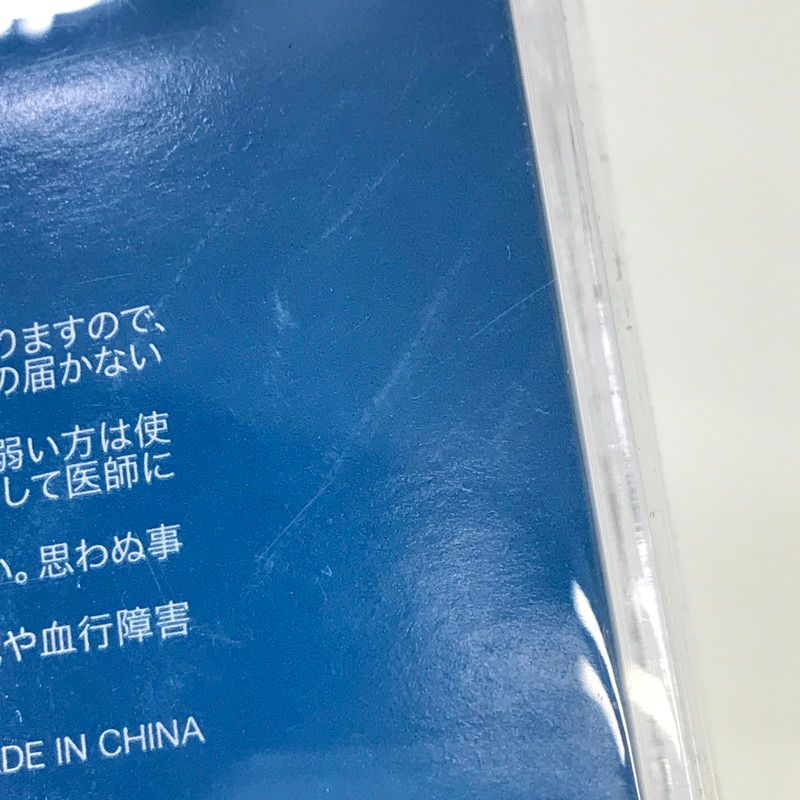 りますので、
の届かない
弱い方は使
して医師に
い。思わぬ事
や血行障害
ADE IN CHINA